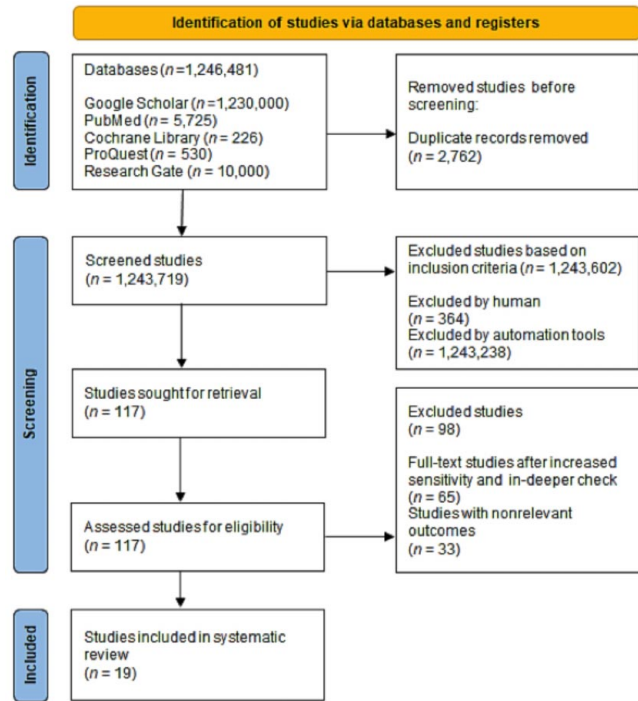 Identification of studies via databases and registers
Identification
Databases (n =1,246,481)
Google Scholar (n =1,230,000)
PubMed (n = 5,725)
Cochrane Library (n = 226)
ProQuest (n = 530)
Research Gate (n = 10,000)
Removed studies before
screening:
Duplicate records removed
(n = 2,762)
Screening
Screened studies
(n = 1,243,719)
Excluded studies based on
inclusion criteria (n = 1,243,602)
Excluded by human
(n = 364)
Excluded by automation tools
(n = 1,243,238)
Studies sought for retrieval
(n = 117)
Excluded studies
(n = 98)
Full-text studies after increased
sensitivity and in-deeper check
(n = 65)
Studies with nonrelevant
outcomes
(n = 33)
Assessed studies for eligibility
(n = 117)
Included
Studies included in systematic
review
(n = 19)